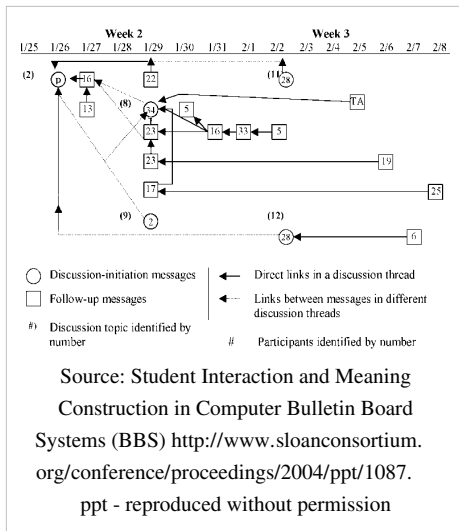 Week 2 Week 3
1/25 1/26 1/27 1/28 1/29 1/30 1/31 2/1 2/2 2/3 2/4 2/5 2/6 2/7 2/8
(2) p 16 22 (11) 28
13 (8) 34 5 TA
23 16 33 5
23 19
17 25
(9) 2 (12) 28 7
Discussion-initiation messages
Follow-up messages
#) Discussion topic identified by
number
Direct links in a discussion thread
Links between messages in different
discussion threads
# Participants identified by number
Source: Student Interaction and Meaning
Construction in Computer Bulletin Board
Systems (BBS) http://www.sloanconsortium.
org/conference/proceedings/2004/ppt/1087.
ppt - reproduced without permission